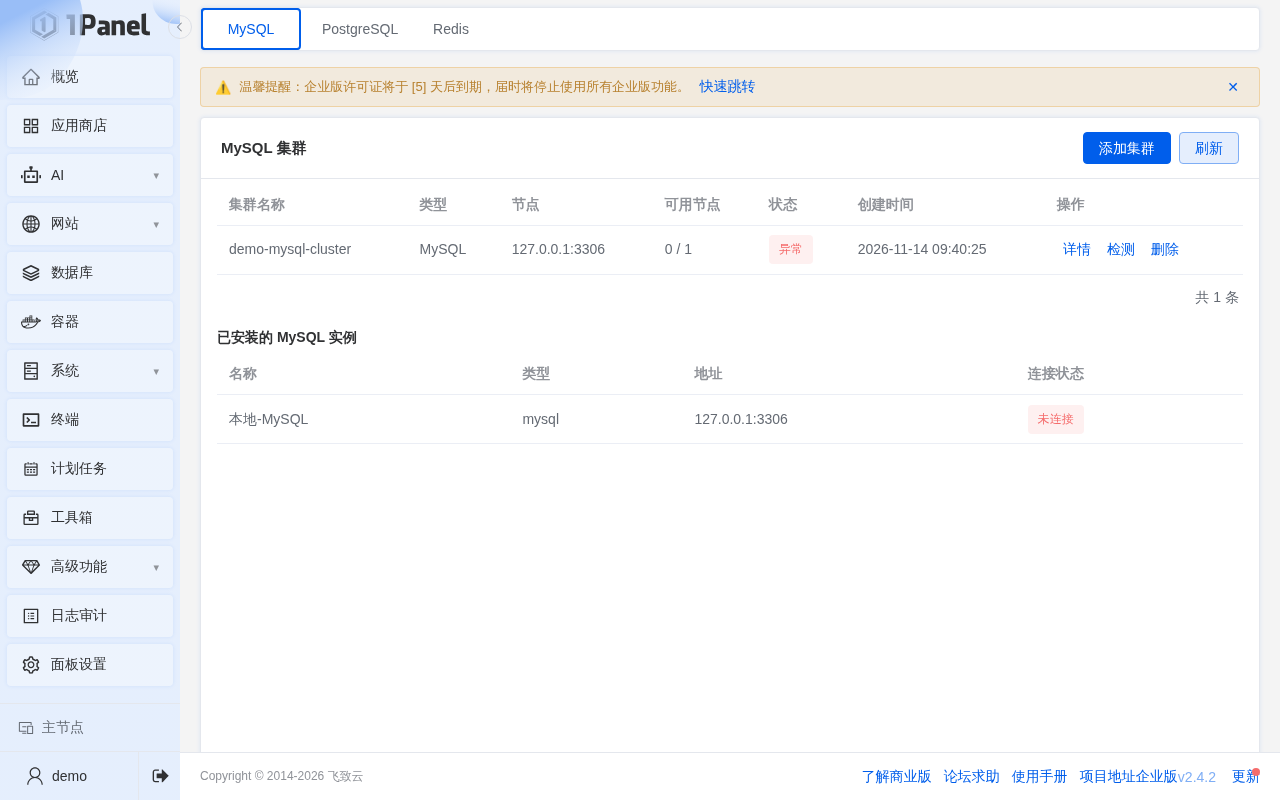 1Panel
概览
应用商店
AI
网站
数据库
容器
系统
终端
计划任务
工具箱
高级功能
日志审计
面板设置
主节点
demo
MySQL PostgreSQL Redis
温馨提醒：企业版许可证将于 [5] 天后到期，届时将停止使用所有企业版功能。 快速跳转
MySQL 集群 添加集群 刷新
集群名称 类型 节点 可用节点 状态 创建时间 操作
demo-mysql-cluster MySQL 127.0.0.1:3306 0 / 1 异常 2026-11-14 09:40:25 详情 检测 删除
共 1 条
已安装的 MySQL 实例
名称 类型 地址 连接状态
本地-MySQL mysql 127.0.0.1:3306 未连接
Copyright © 2014-2026 飞致云 了解商业版 论坛求助 使用手册 项目地址企业版v2.4.2 更新